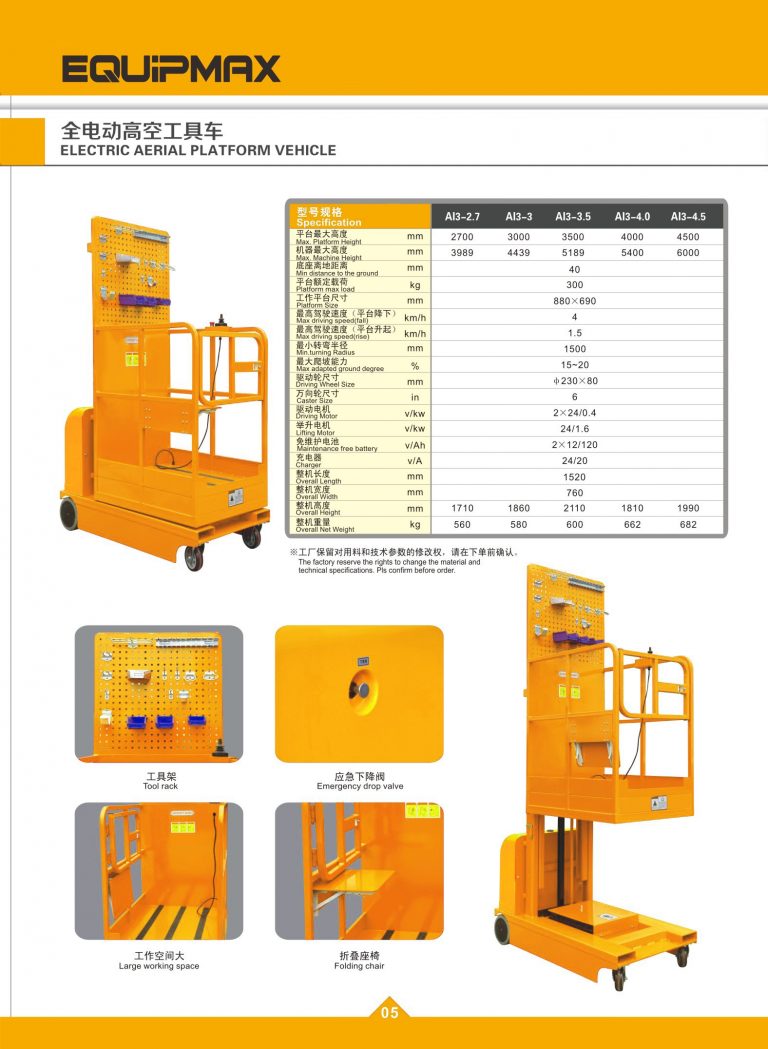 EQUIPMAX
全电动高空工具车
ELECTRIC AERIAL PLATFORM VEHICLE
型号规格
Specification AI3-2.7 AI3-3 AI3-3.5 AI3-4.0 AI3-4.5
平台最大高度
Max. Platform Height mm 2700 3000 3500 4000 4500
机器最大高度
Max. Machine Height mm 3989 4439 5189 5400 6000
底座离地距离
Min distance to the ground mm 40
平台额定载荷
Platform max load kg 300
工作平台尺寸
Platform Size mm 880×690
最高驾驶速度（平台降下）
Max driving speed(fall) km/h 4
最高驾驶速度（平台升起）
Max driving speed(rise) km/h 1.5
最小转弯半径
Min.turning Radius mm 1500
最大爬坡能力
Max adapted ground degree % 15~20
驱动轮尺寸
Driving Wheel Size mm φ230×80
万向轮尺寸
Caster Size in 6
驱动电机
Driving Motor v/kw 2×24/0.4
举升电机
Lifting Motor v/kw 24/1.6
免维护电池
Maintenance free battery v/Ah 2×12/120
充电器
Charger v/A 24/20
整机长度
Overall Length mm 1520
整机宽度
Overall Width mm 760
整机高度
Overall Height mm 1710 1860 2110 1810 1990
整机重量
Overall Net Weight kg 560 580 600 662 682
※工厂保留对用料和技术参数的修改权，请在下单前确认。
The factory reserve the rights to change the material and
technical specifications. Pls confirm before order.
工具架
Tool rack
应急下降阀
Emergency drop valve
工作空间大
Large working space
折叠座椅
Folding chair
05